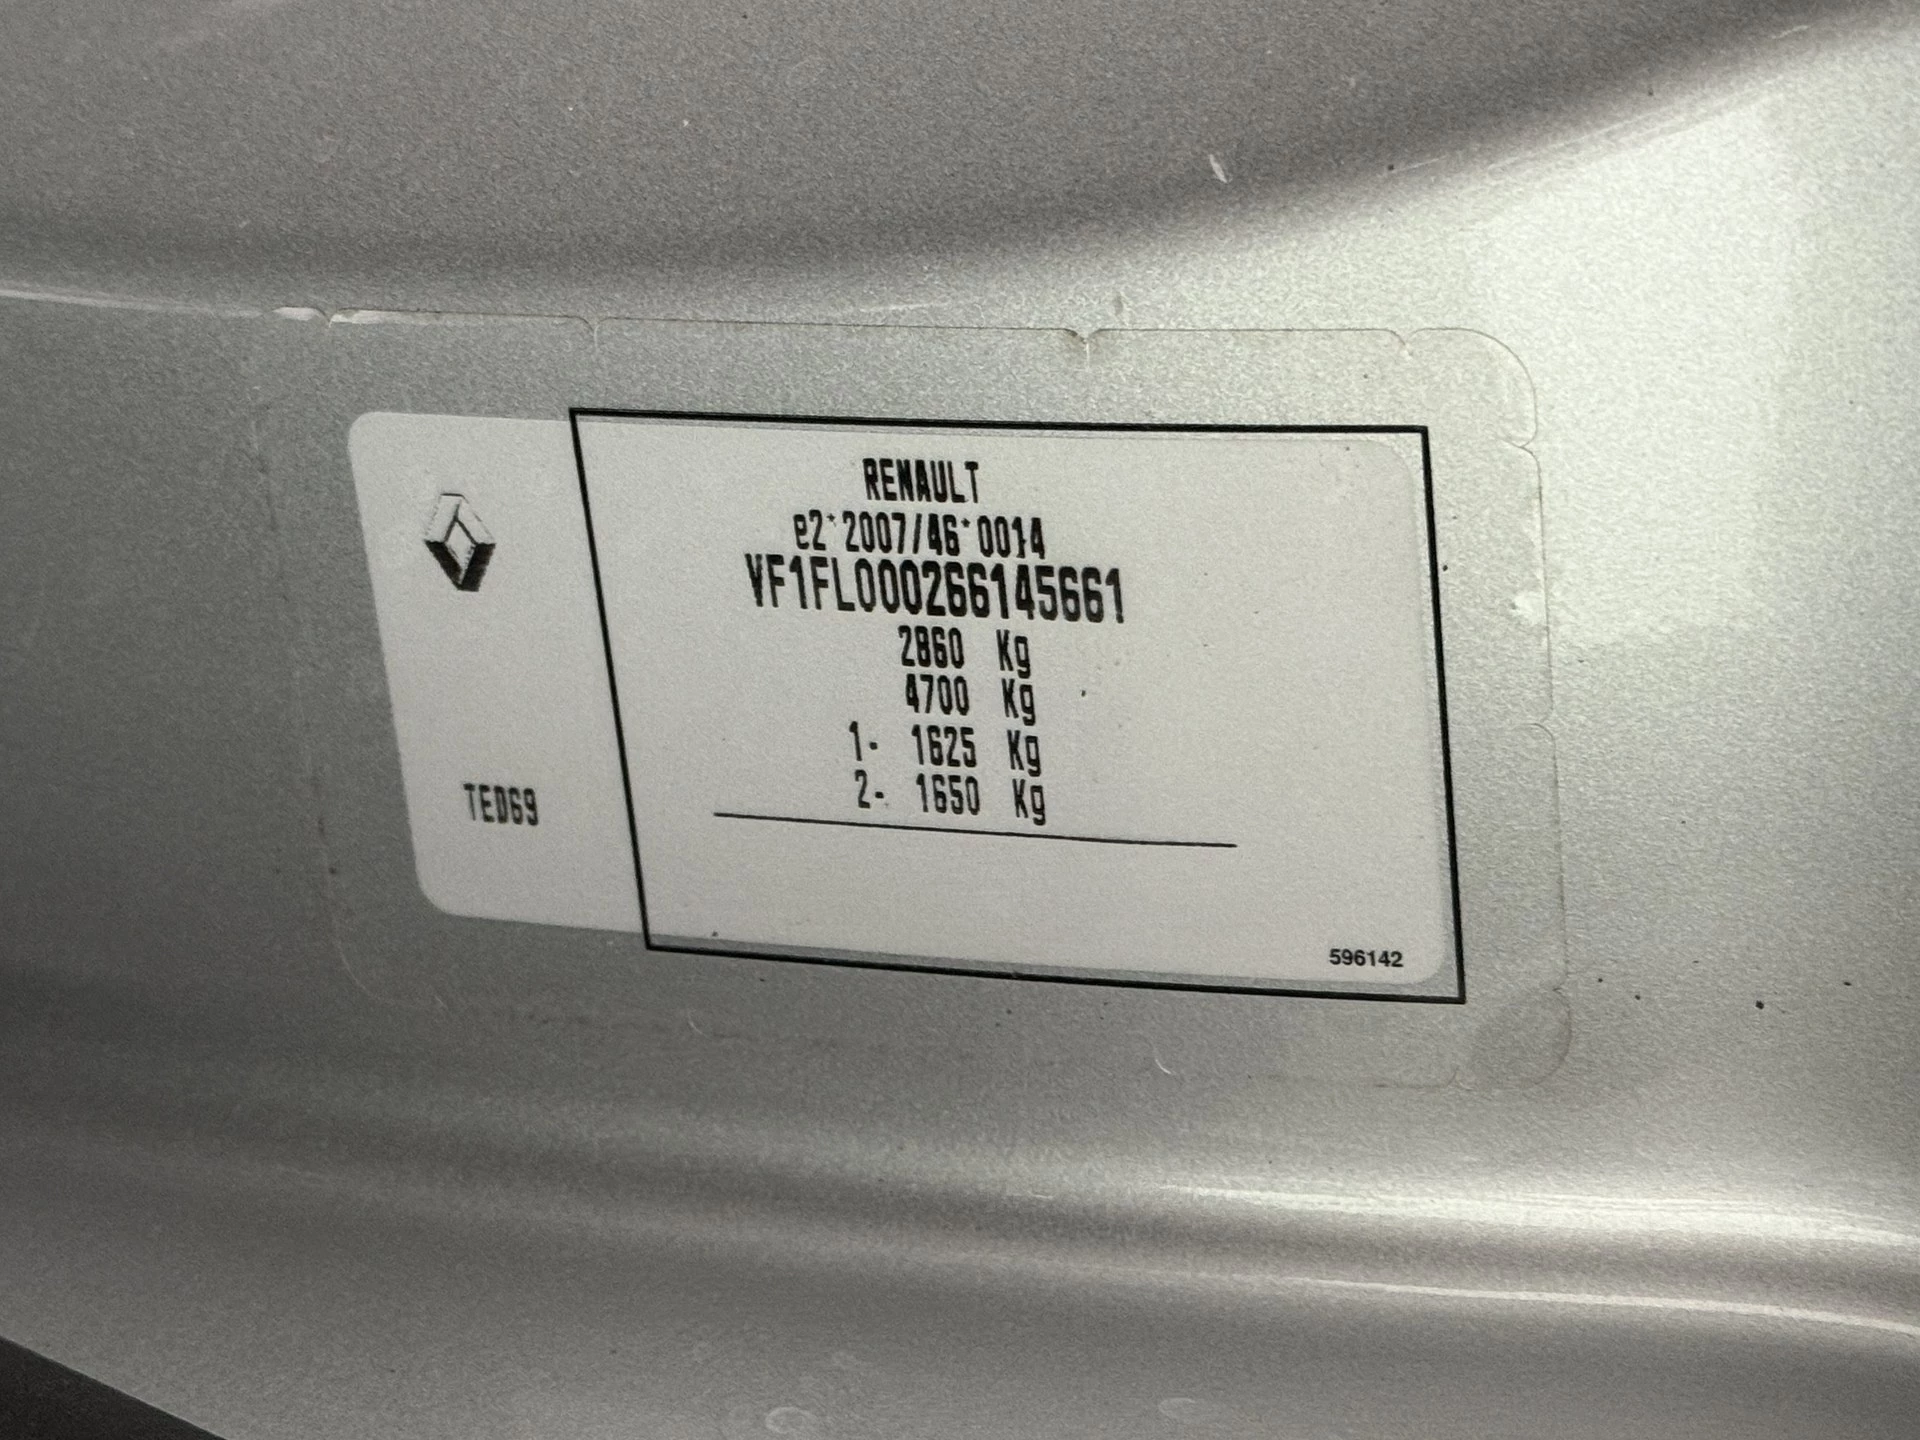 RENAULT
e2*2007/46*0014
VF1FL000266145661
2860 Kg
4700 Kg
1- 1625 Kg
2- 1650 Kg
TED69
596142